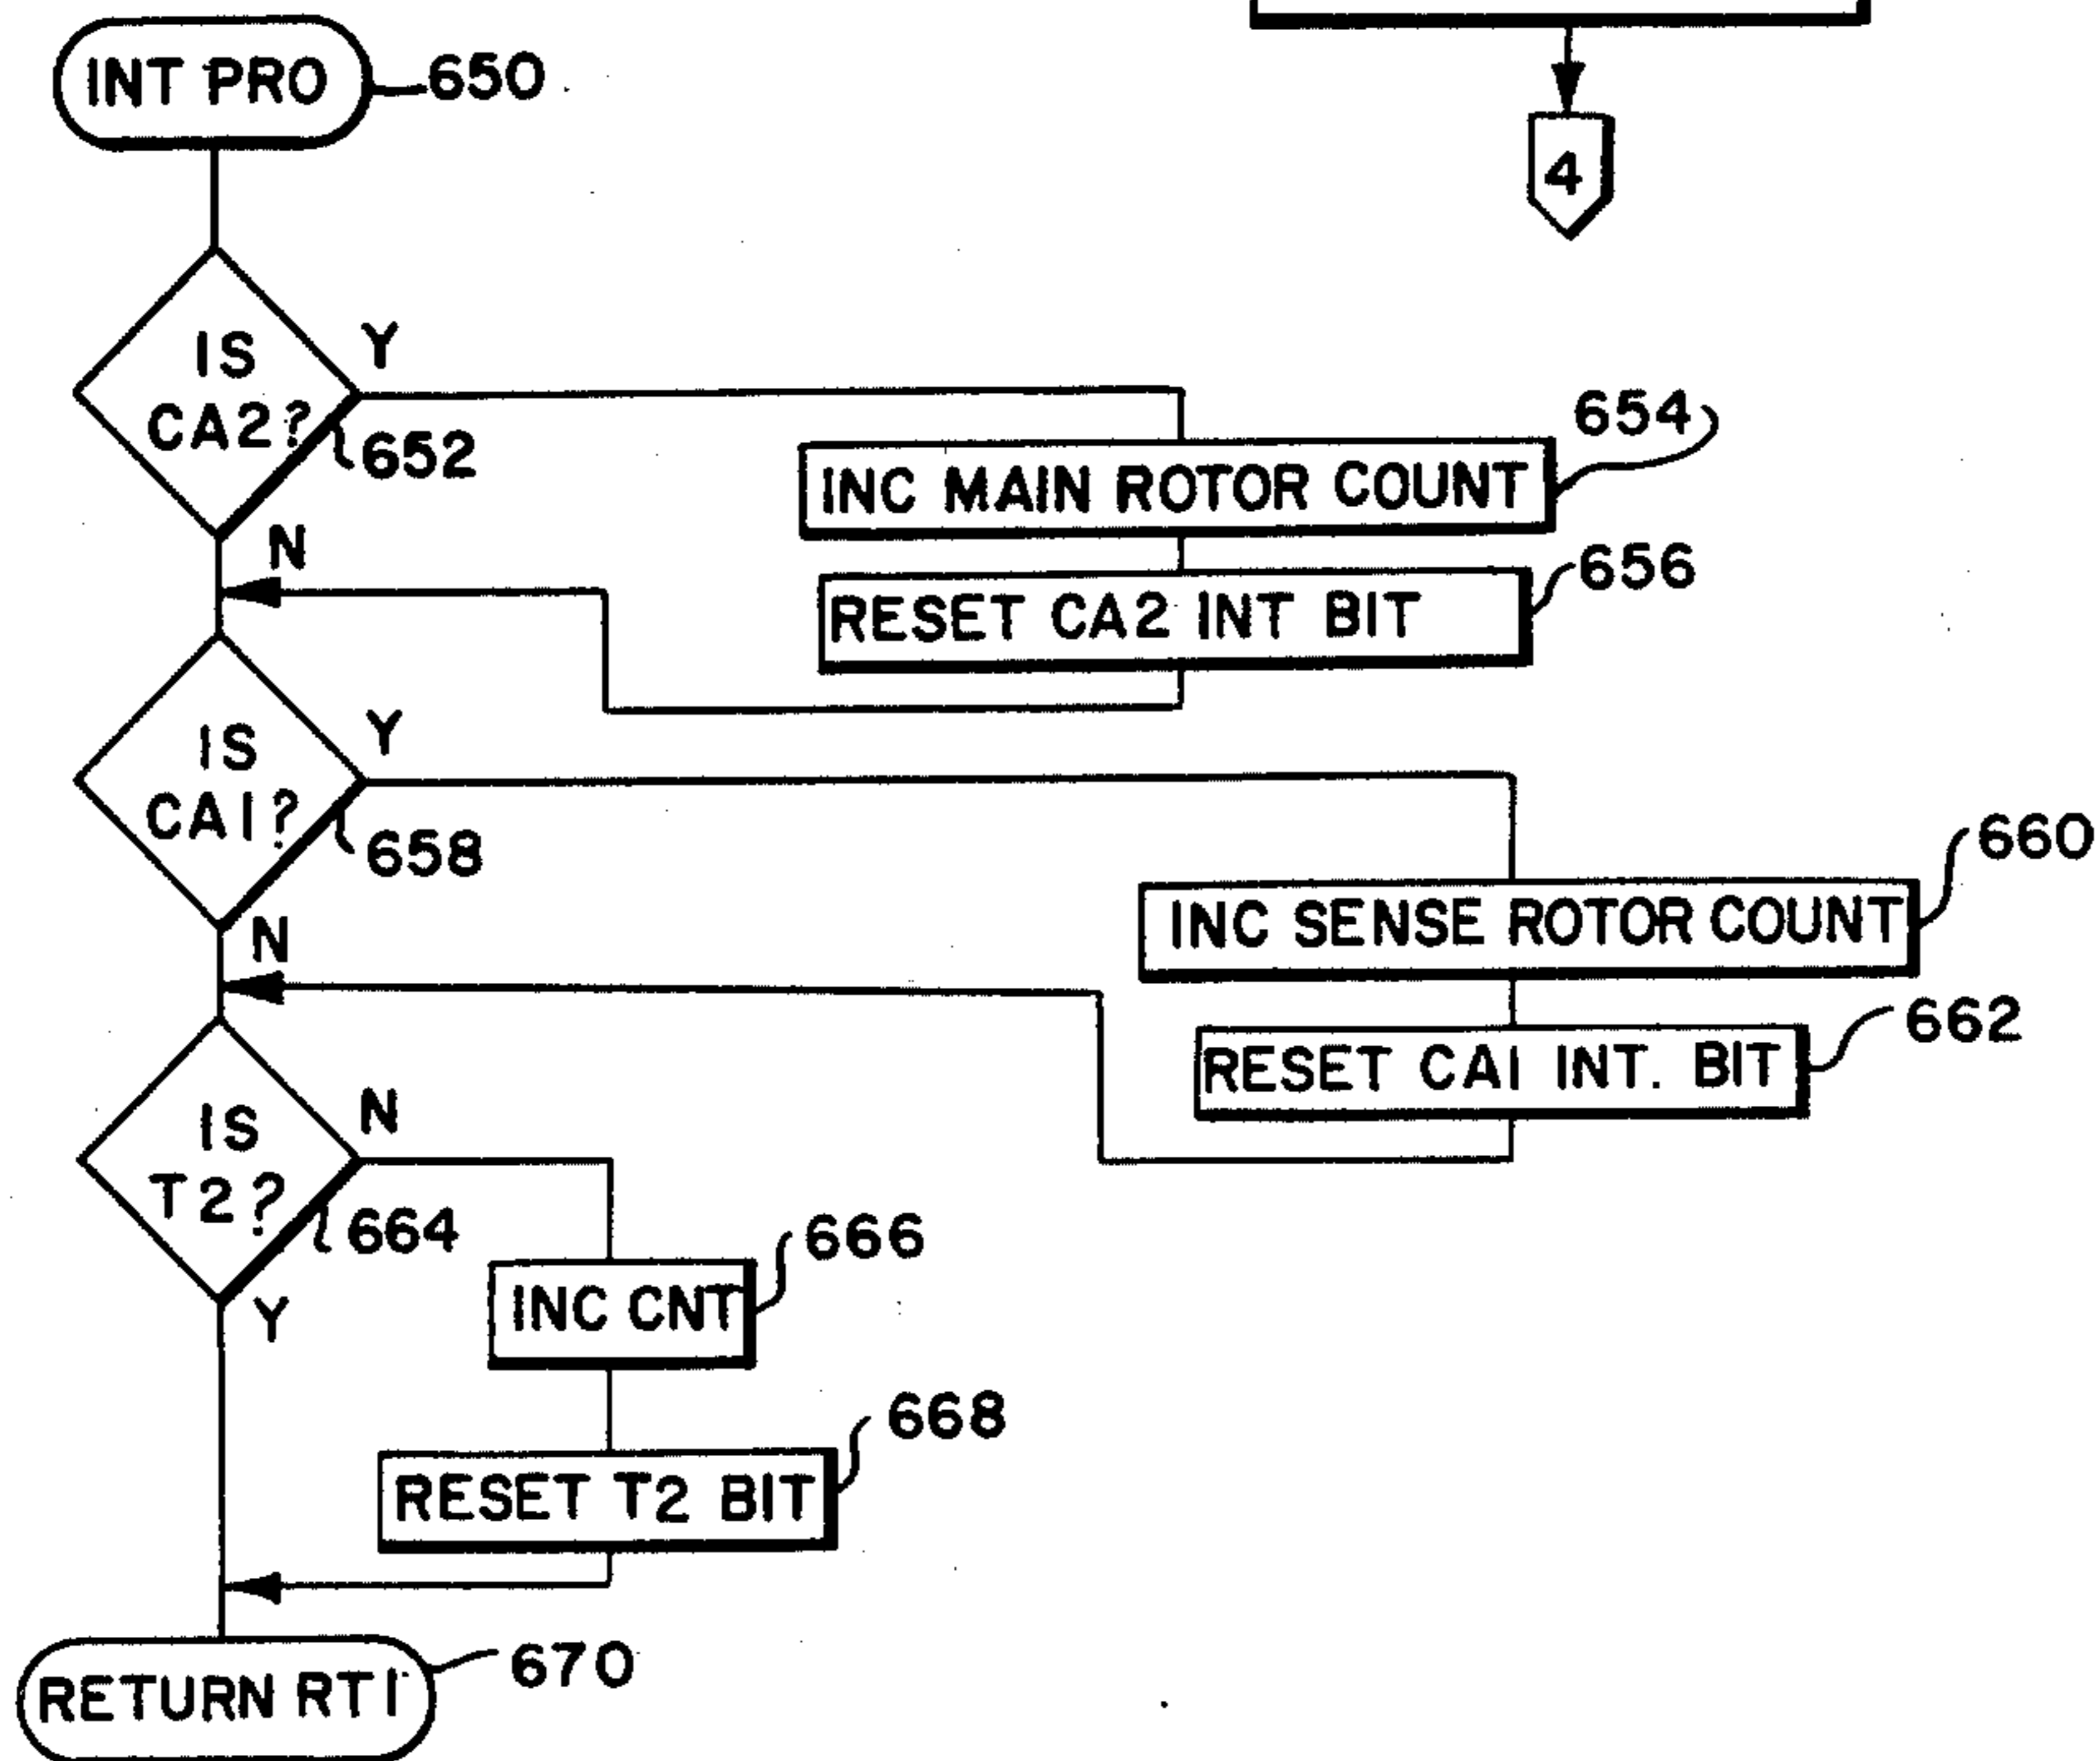 INT PRO
650
4
IS
CA2?
Y
652
N
INC MAIN ROTOR COUNT
654
RESET CA2 INT BIT
656
IS
CA1?
Y
658
N
INC SENSE ROTOR COUNT
660
RESET CA1 INT. BIT
662
IS
T2?
N
664
Y
INC CNT
666
RESET T2 BIT
668
RETURN RTI
670